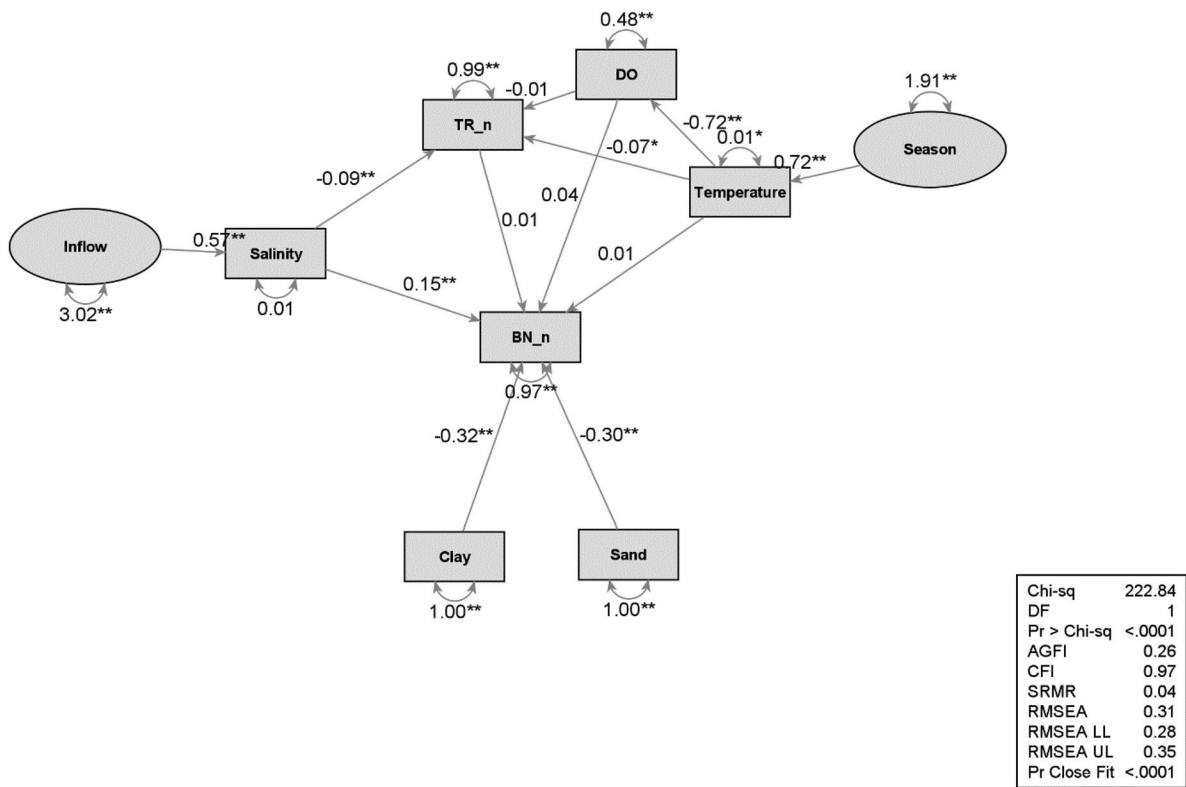 0.48**
DO
0.99**
-0.01
1.91**
TR_n
-0.72**
0.01*
Season
-0.07*
0.72**
-0.09**
0.04
Temperature
0.01
Inflow
0.57**
Salinity
0.01
0.15**
3.02**
0.01
BN_n
0.97**
-0.32**
-0.30**
Clay
Sand
1.00**
1.00**
Chi-sq 222.84
DF 1
Pr > Chi-sq <.0001
AGFI 0.26
CFI 0.97
SRMR 0.04
RMSEA 0.31
RMSEA LL 0.28
RMSEA UL 0.35
Pr Close Fit <.0001